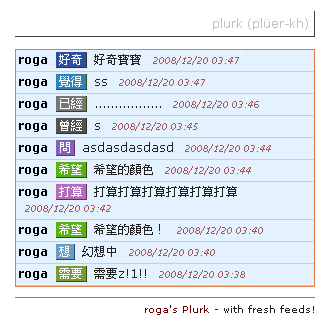 plurk (plüer-kh)
roga 好奇 好奇寶寶 2008/12/20 03:47
roga 覺得 ss 2008/12/20 03:47
roga 已經 ................. 2008/12/20 03:46
roga 曾經 s 2008/12/20 03:45
roga 問 asdasdasdasd 2008/12/20 03:44
roga 希望 希望的顏色 2008/12/20 03:44
roga 打算 打算打算打算打算打算打算
2008/12/20 03:42
roga 希望 希望的顏色！ 2008/12/20 03:40
roga 想 幻想中 2008/12/20 03:40
roga 需要 需要z!1!! 2008/12/20 03:38
roga's Plurk - with fresh feeds!